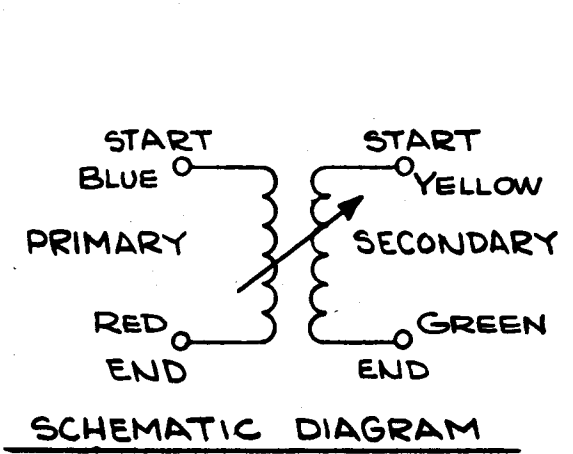 START START
BLUE YELLOW
PRIMARY SECONDARY
RED GREEN
END END
SCHEMATIC DIAGRAM